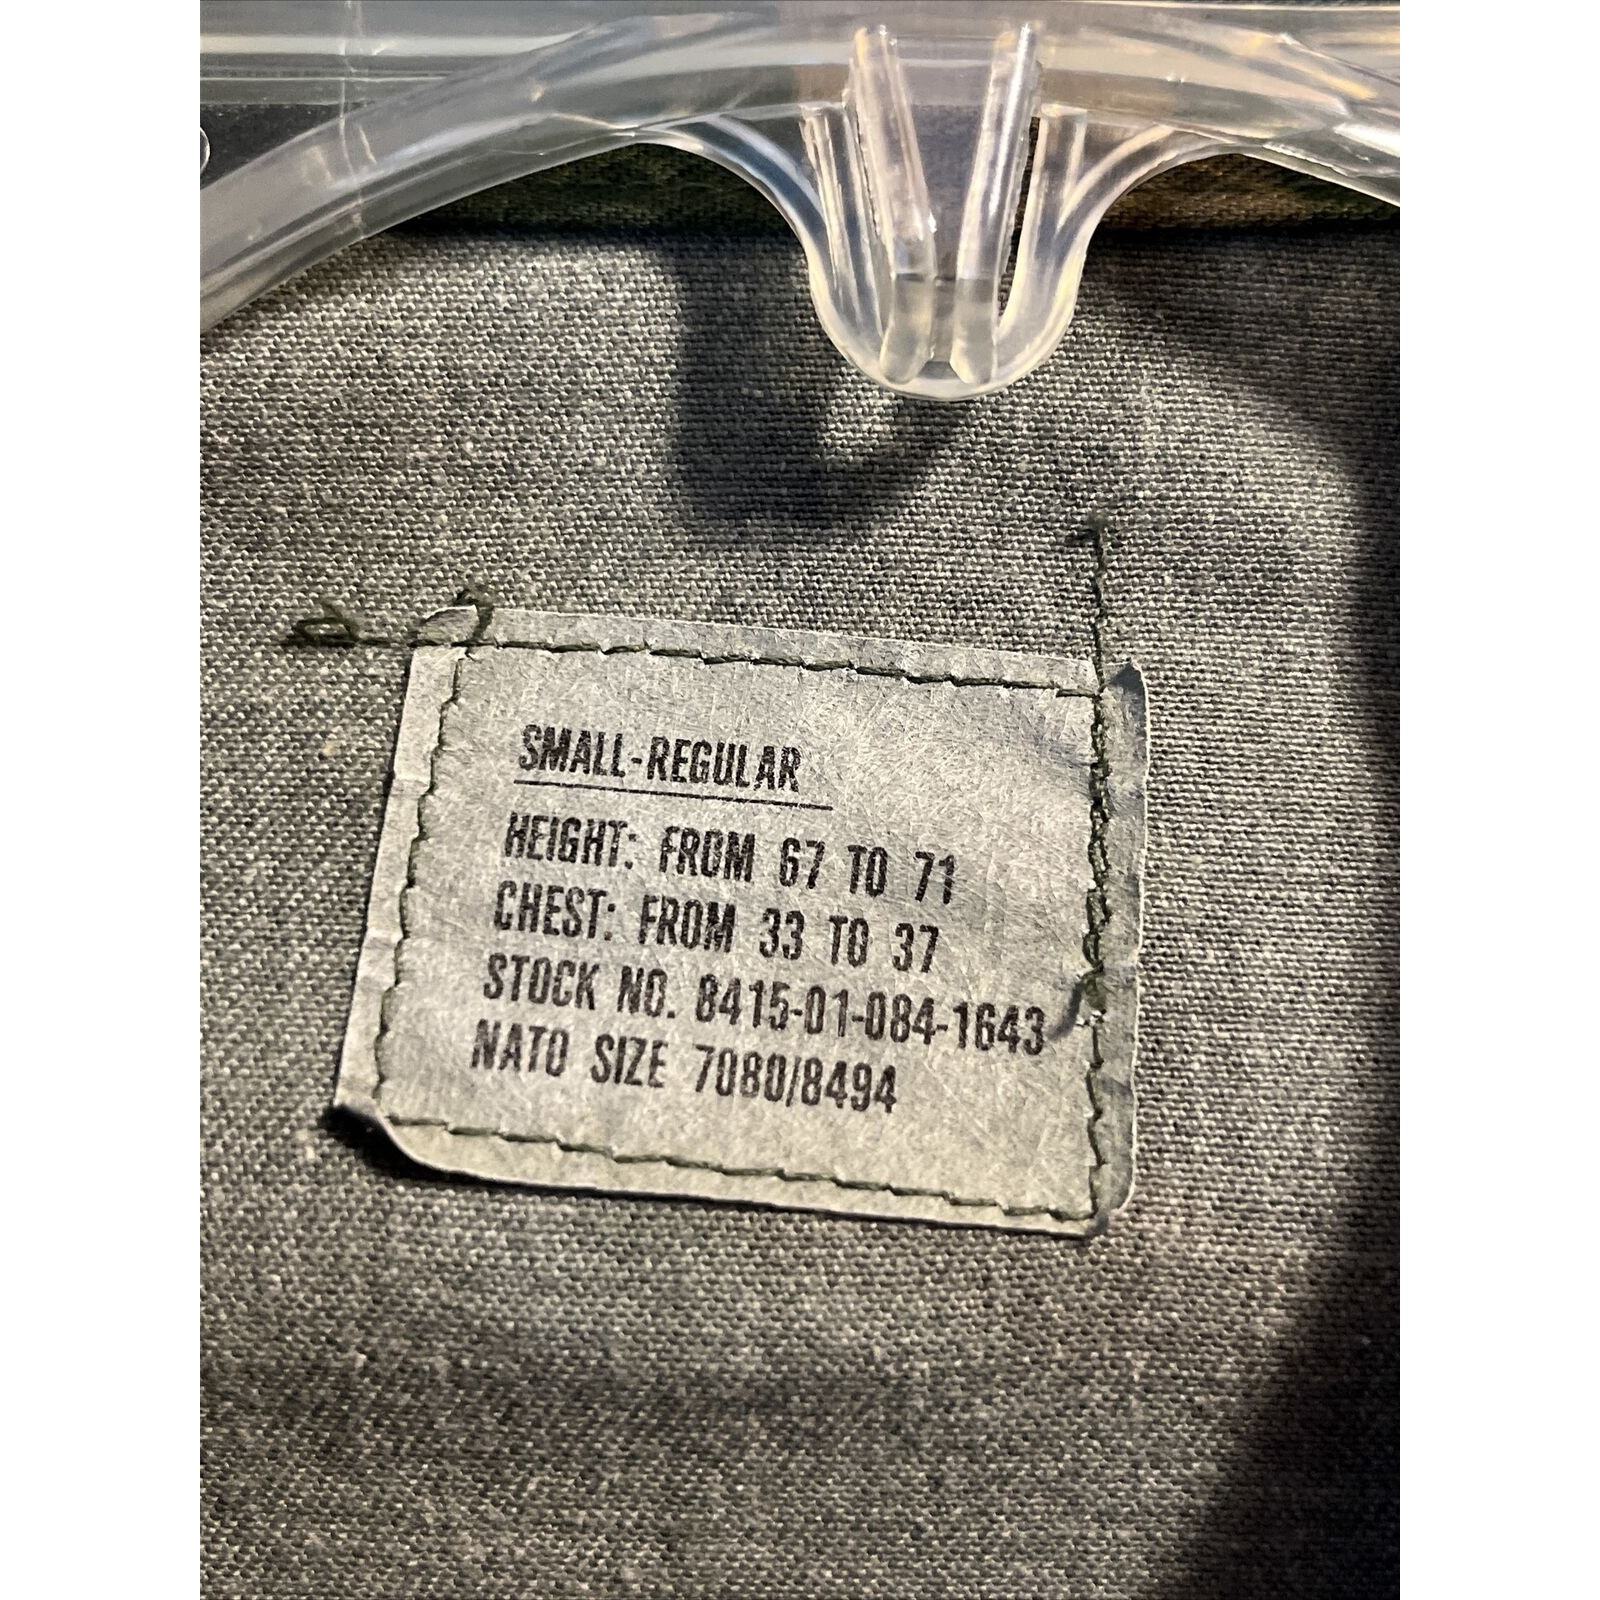 SMALL-REGULAR
HEIGHT: FROM 67 TO 71
CHEST: FROM 33 TO 37
STOCK NO. 8415-01-084-1643
NATO SIZE 7080/8494